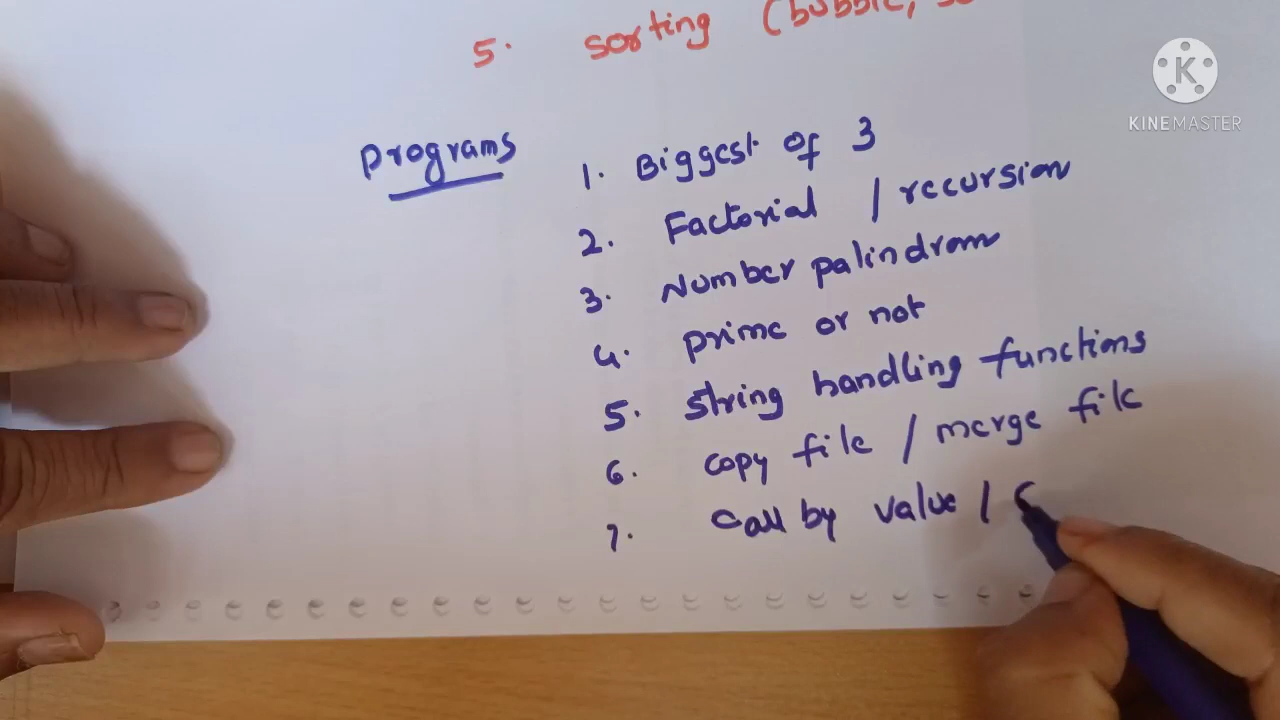 5. sorting (bubble,
KINEMASTER
Programs
1. Biggest of 3
2. Factorial / recursion
3. Number palindrom
4. prime or not
5. String handling functions
6. copy file / merge file
7. Call by value /